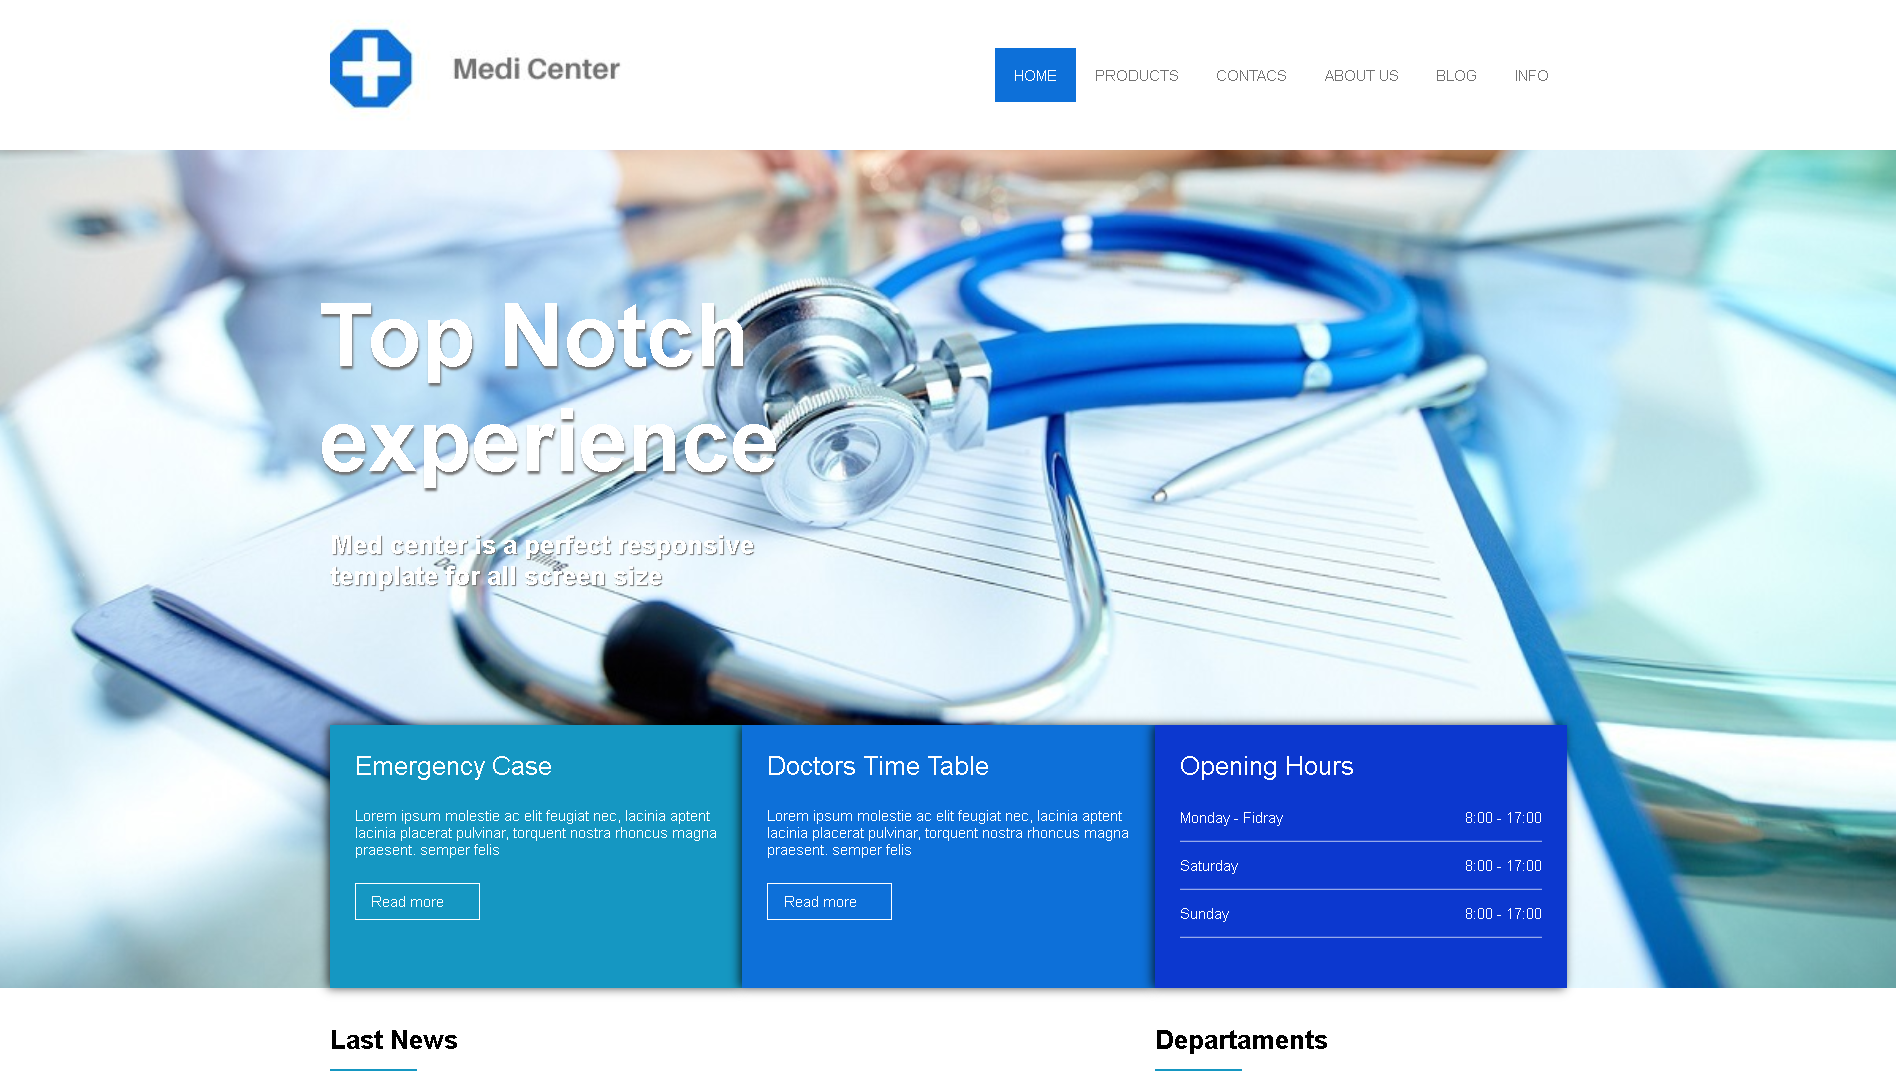 Medi Center
HOME PRODUCTS CONTACS ABOUT US BLOG INFO
Top Notch
experience
Med center is a perfect responsive
template for all screen size
Emergency Case
Lorem ipsum molestie ac elit feugiat nec, lacinia aptent
lacinia placerat pulvinar, torquent nostra rhoncus magna
praesent. semper felis
Read more
Doctors Time Table
Lorem ipsum molestie ac elit feugiat nec, lacinia aptent
lacinia placerat pulvinar, torquent nostra rhoncus magna
praesent. semper felis
Read more
Opening Hours
Monday - Fidray 8:00 - 17:00
Saturday 8:00 - 17:00
Sunday 8:00 - 17:00
Last News
Departaments